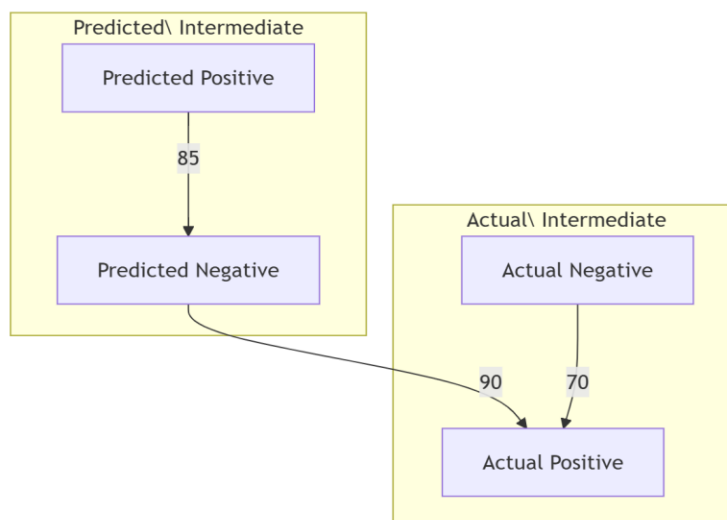 Predicted\ Intermediate
Predicted Positive
85
Predicted Negative
Actual\ Intermediate
Actual Negative
90
70
Actual Positive